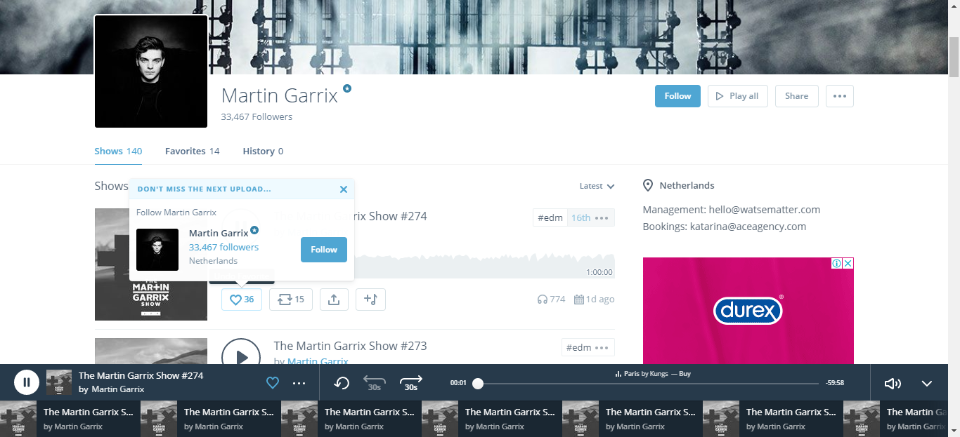 Martin Garrix
33,467 Followers
Follow
Play all
Share
Shows 140
Favorites 14
History 0
Shows
Latest
DON'T MISS THE NEXT UPLOAD...
Follow Martin Garrix
Martin Garrix
33,467 followers
Netherlands
Follow
rix Show #274
#edm
16th
1:00:00
MARTIN
GARRIX
SHOW
36
15
774
1d ago
The Martin Garrix Show #273
by Martin Garrix
#edm
Netherlands
Management: hello@watsematter.com
Bookings: katarina@aceagency.com
durex
The Martin Garrix Show #274
by Martin Garrix
30s
30s
00:01
Paris by Kungs — Buy
-59:58
The Martin Garrix S...
by Martin Garrix
The Martin Garrix S...
by Martin Garrix
The Martin Garrix S...
by Martin Garrix
The Martin Garrix S...
by Martin Garrix
The Martin Garrix S...
by Martin Garrix
The Martin Garrix S...
by Martin Garrix
The Martin G
by Martin Garrix